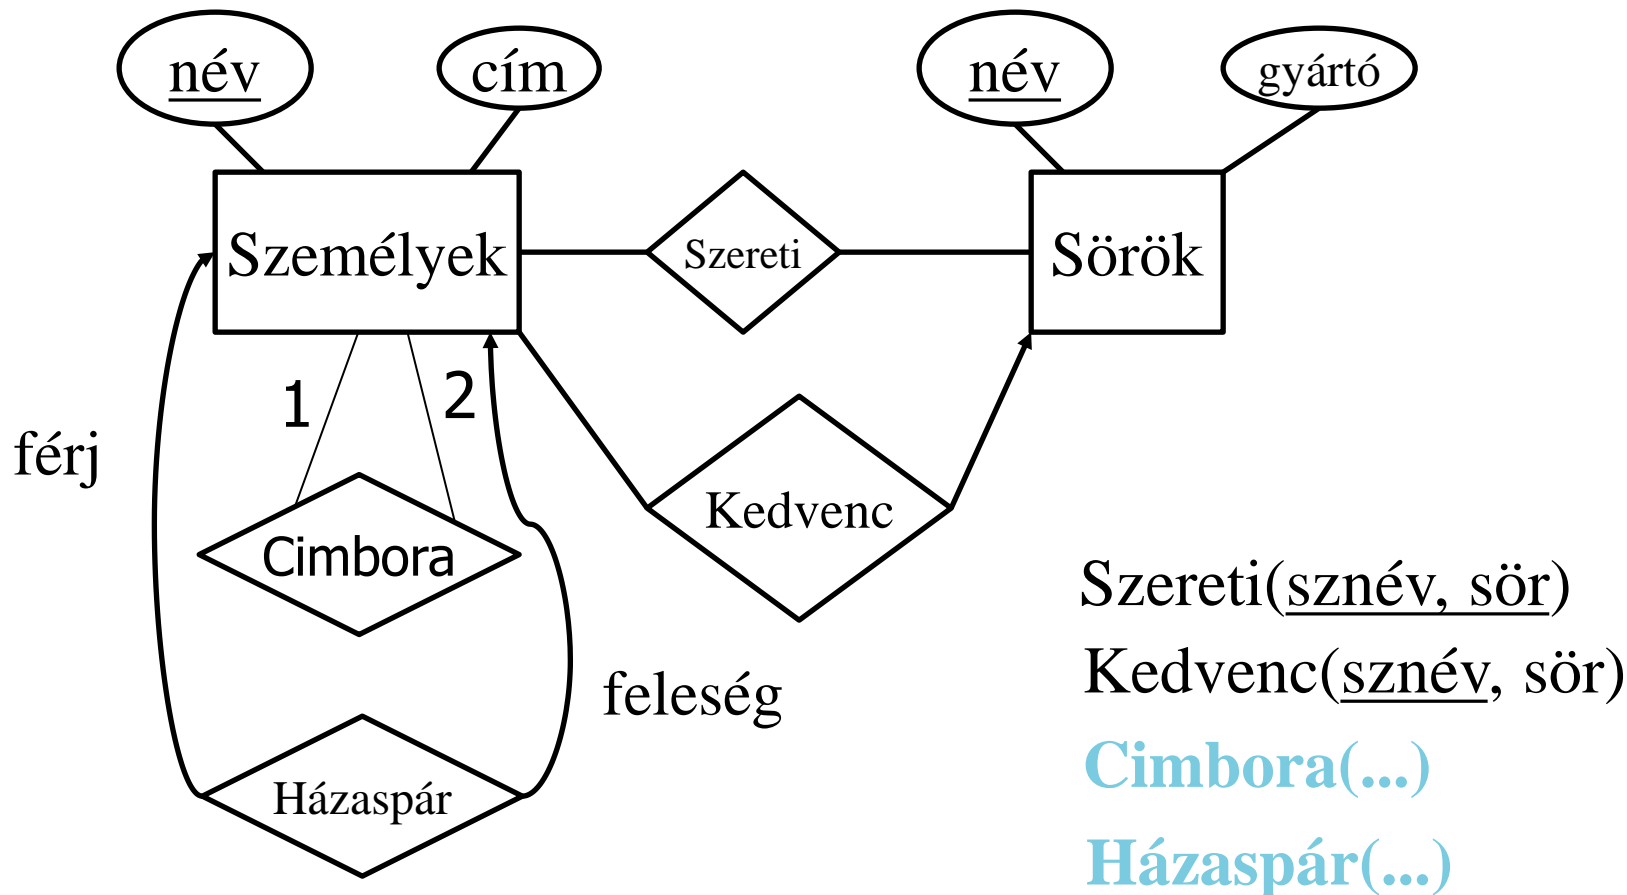 név
cím
név
gyártó
Személyek
Szereti
Sörök
1
2
férj
Kedvenc
Cimbora
Szereti(sznév, sör)
Kedvenc(sznév, sör)
feleség
Cimbora(...)
Házaspár
Házaspár(...)